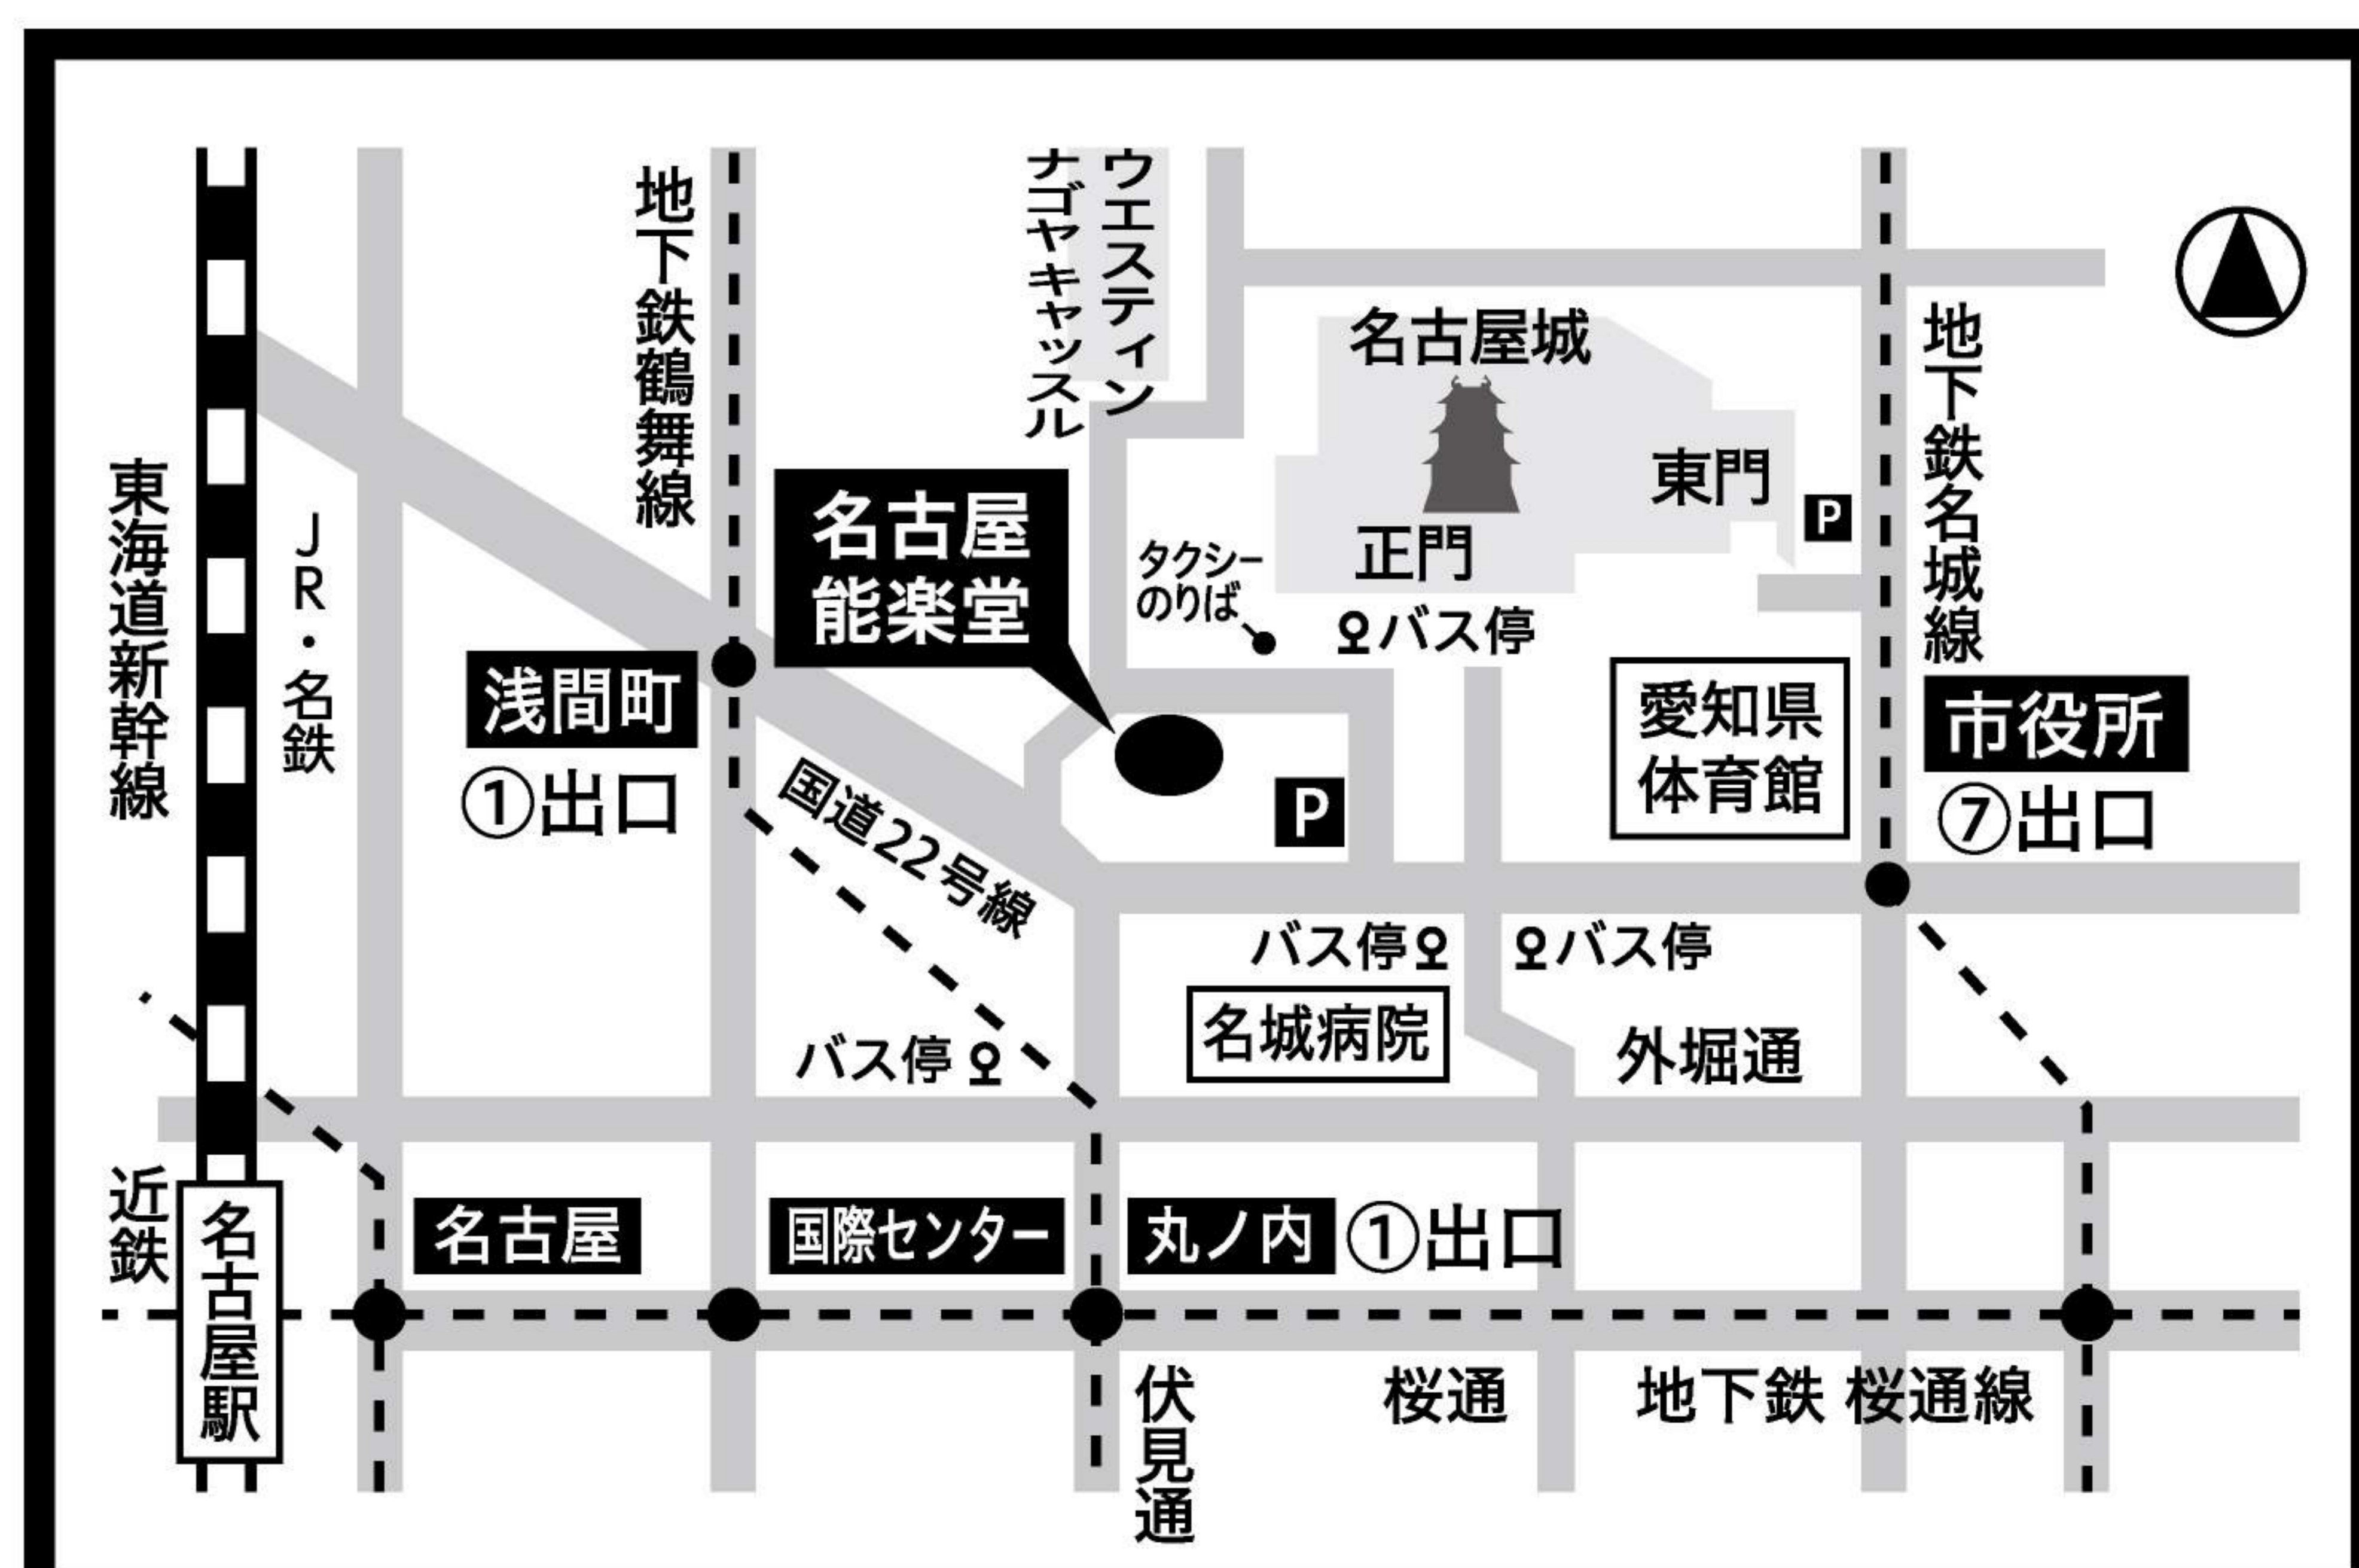 ウエスティン
ナゴヤキャッスル
地下鉄鶴舞線
名古屋城
地下鉄名城線
東海道新幹線
JR・名鉄
名古屋
能楽堂
東門
P
正門
タクシー
のりば
バス停
浅間町
①出口
愛知県
体育館
市役所
⑦出口
国道22号線
P
バス停
バス停
名城病院
バス停
外堀通
近鉄
名古屋駅
名古屋
国際センター
丸ノ内
①出口
伏見通
桜通
地下鉄 桜通線